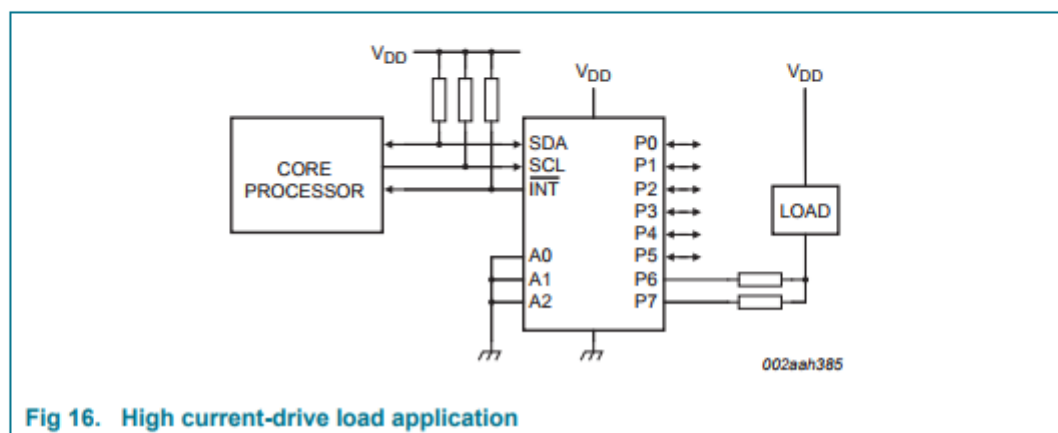 VDD
VDD
VDD
CORE
PROCESSOR
SDA
SCL
INT
A0
A1
A2
P0
P1
P2
P3
P4
P5
P6
P7
LOAD
002aah385
Fig 16. High current-drive load application